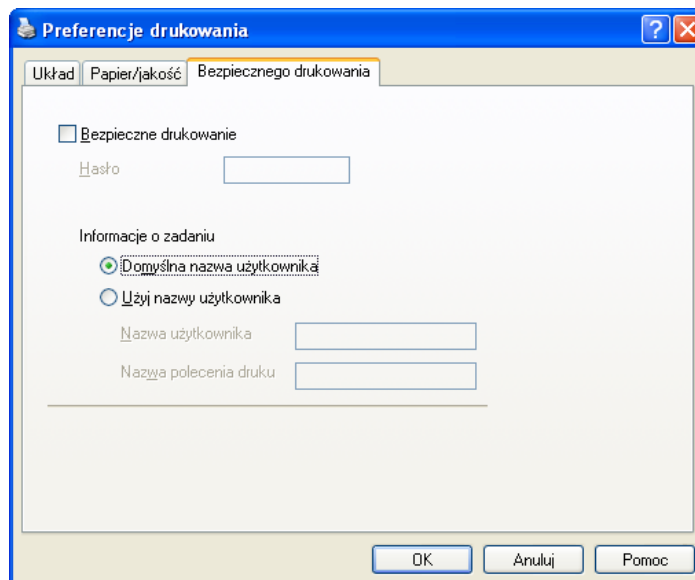 Preferencje drukowania
Układ Papier/jakość Bezpiecznego drukowania
Bezpieczne drukowanie
Hasło
Informacje o zadaniu
Domyślna nazwa użytkownika
Użyj nazwy użytkownika
Nazwa użytkownika
Nazwa polecenia druku
OK Anuluj Pomoc